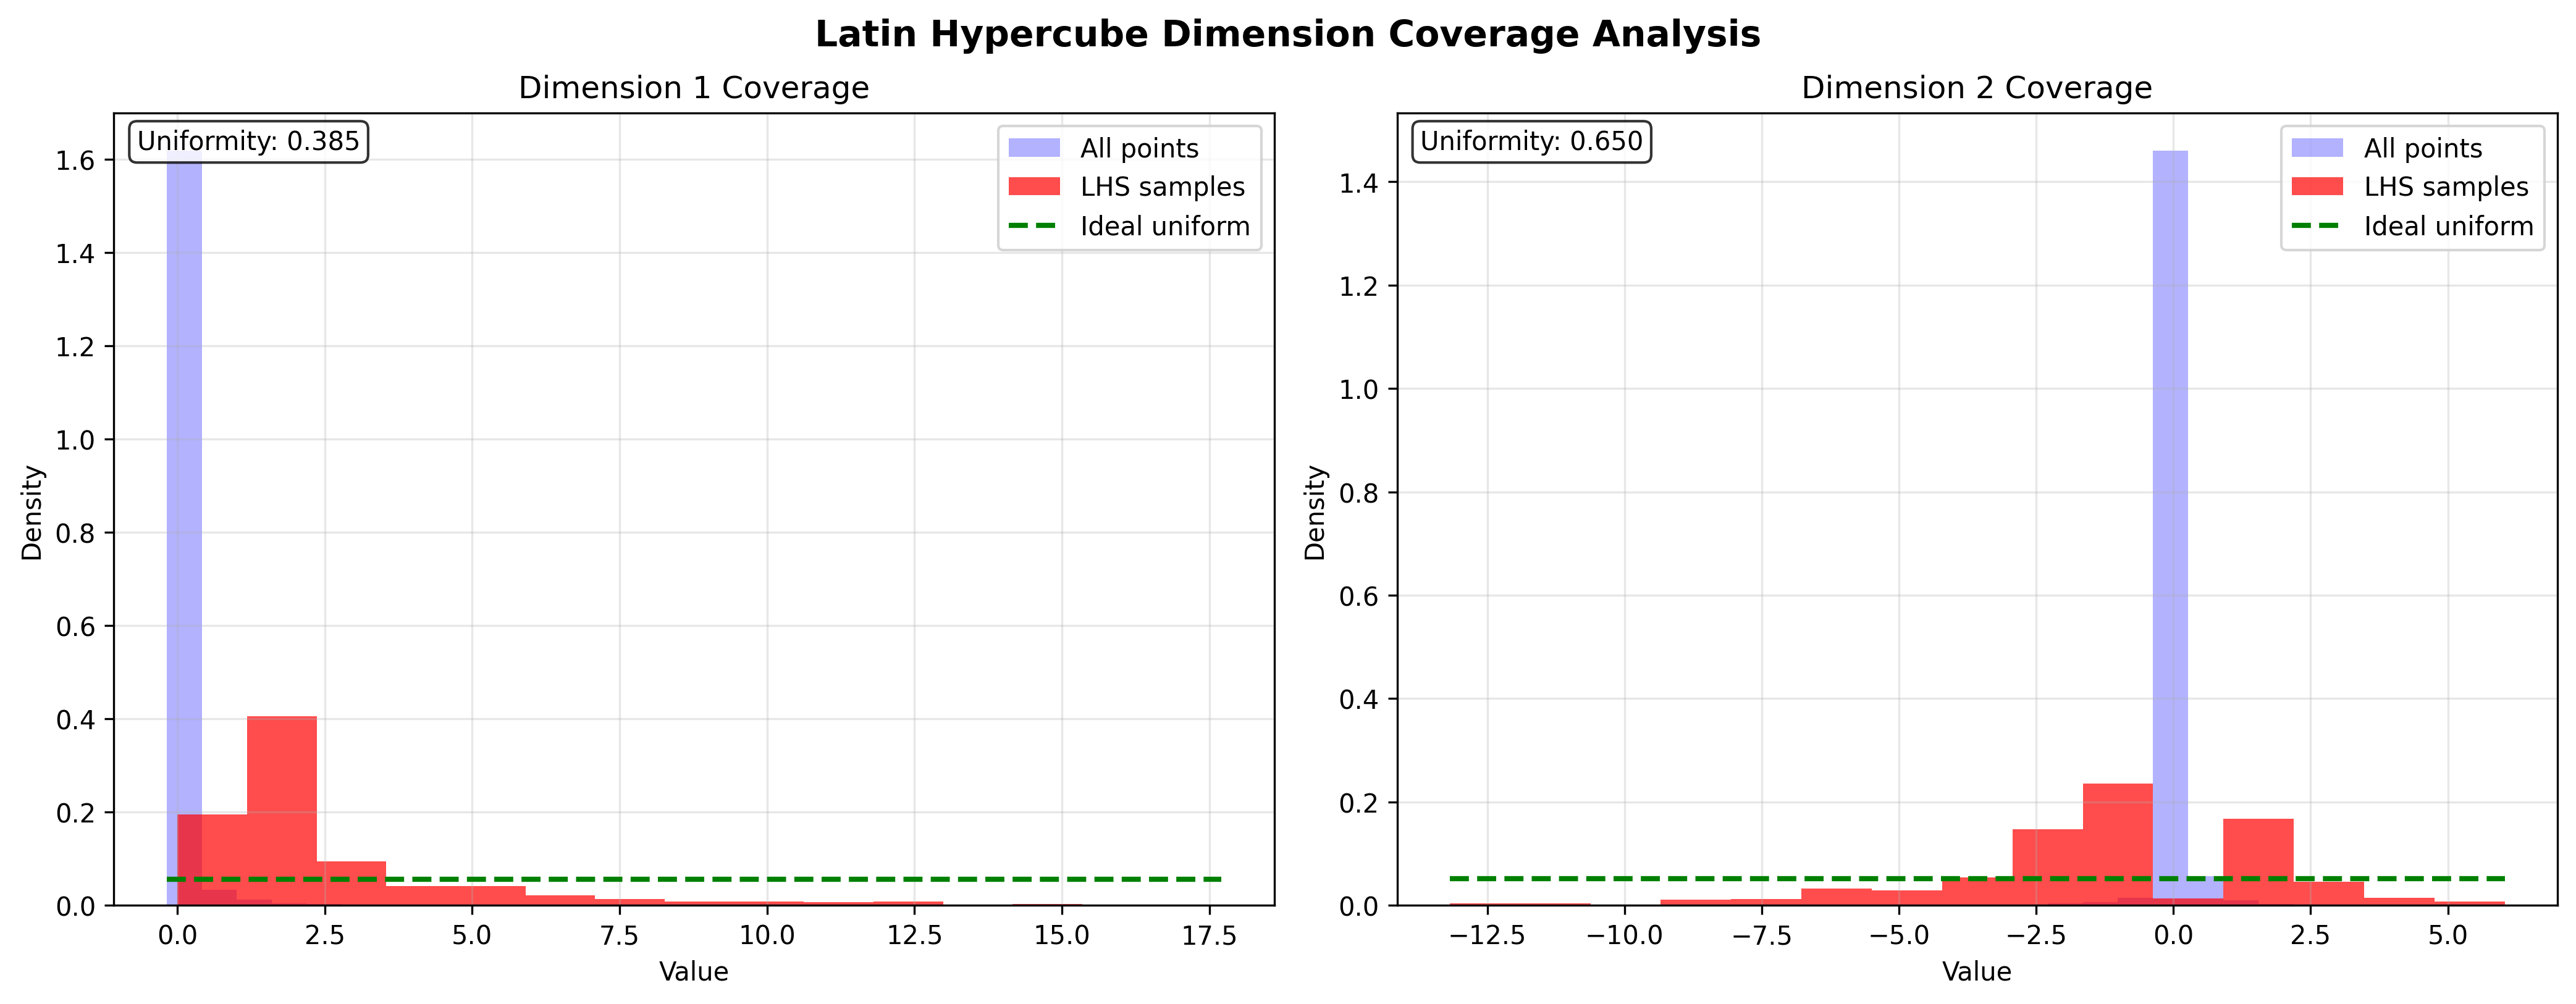 Latin Hypercube Dimension Coverage Analysis
Dimension 1 Coverage
Uniformity: 0.385
All points
LHS samples
Ideal uniform
Density
1.6
1.4
1.2
1.0
0.8
0.6
0.4
0.2
0.0
0.0 2.5 5.0 7.5 10.0 12.5 15.0 17.5
Value
Dimension 2 Coverage
Uniformity: 0.650
All points
LHS samples
Ideal uniform
Density
1.4
1.2
1.0
0.8
0.6
0.4
0.2
0.0
−12.5 −10.0 −7.5 −5.0 −2.5 0.0 2.5 5.0
Value